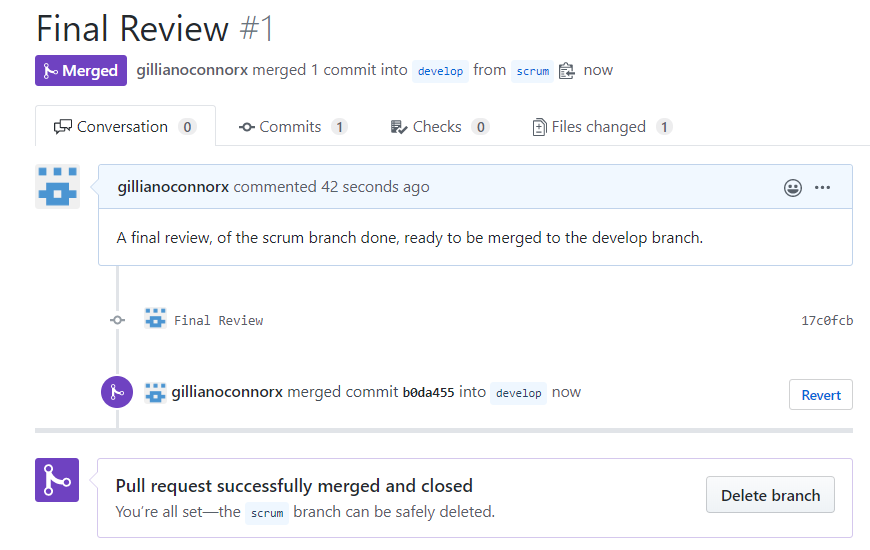 Final Review #1
Merged gillianoconnorx merged 1 commit into develop from scrum now
Conversation 0 Commits 1 Checks 0 Files changed 1
gillianoconnorx commented 42 seconds ago
A final review, of the scrum branch done, ready to be merged to the develop branch.
Final Review 17c0fcb
gillianoconnorx merged commit b0da455 into develop now Revert
Pull request successfully merged and closed
You’re all set—the scrum branch can be safely deleted.
Delete branch